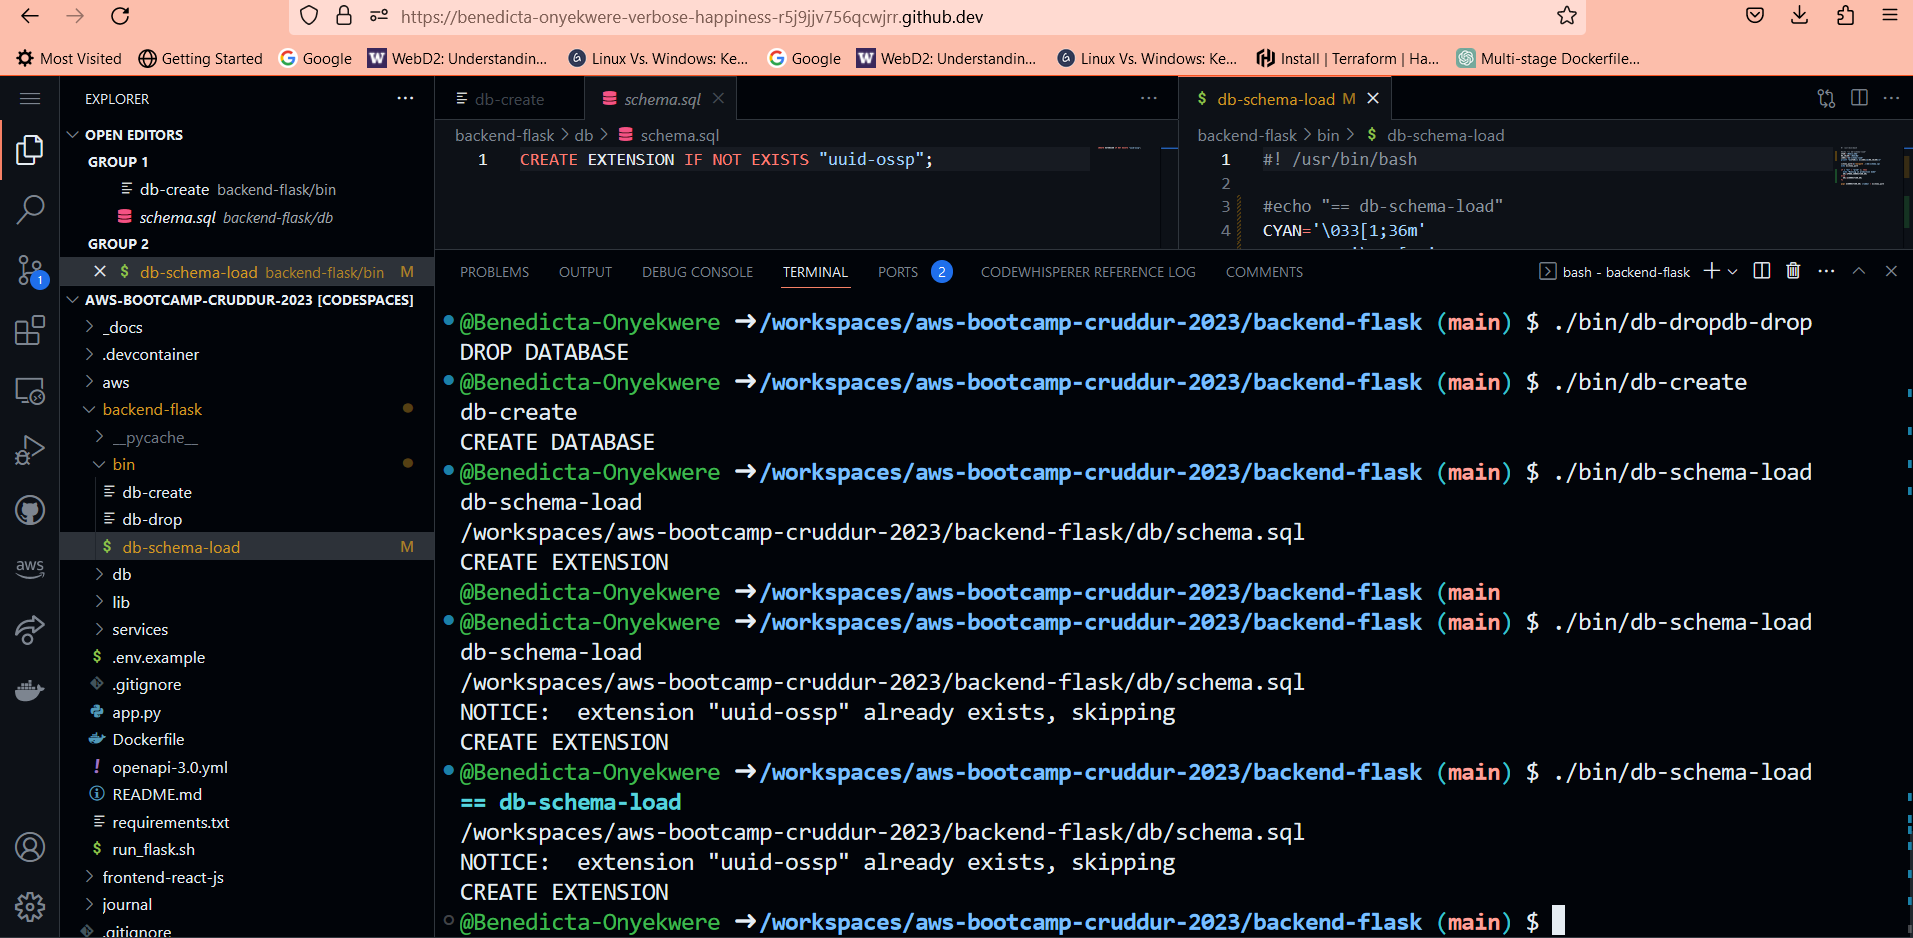 https://benedicta-onyekwere-verbose-happiness-r5j9jjv756qcwjrr.github.dev
Most Visited Getting Started Google WebD2: Understandin... Linux Vs. Windows: Ke... Google WebD2: Understandin... Linux Vs. Windows: Ke... Install | Terraform | Ha... Multi-stage Dockerfile...
EXPLORER
OPEN EDITORS
GROUP 1
db-create backend-flask/bin
schema.sql backend-flask/db
GROUP 2
db-schema-load backend-flask/bin M
AWS-BOOTCAMP-CRUDDUR-2023 [CODESPACES]
_docs
.devcontainer
aws
backend-flask
__pycache__
bin
db-create
db-drop
$ db-schema-load M
db
lib
services
$ .env.example
.gitignore
app.py
Dockerfile
! openapi-3.0.yml
README.md
requirements.txt
$ run_flask.sh
frontend-react-js
journal
.gitignore
1
aws
db-create schema.sql
backend-flask > db > schema.sql
1 CREATE EXTENSION IF NOT EXISTS "uuid-ossp";
$ db-schema-load M
backend-flask > bin > $ db-schema-load
1 #! /usr/bin/bash
2
3 #echo "== db-schema-load"
4 CYAN='\033[1;36m'
PROBLEMS OUTPUT DEBUG CONSOLE TERMINAL PORTS 2 CODEWHISPERER REFERENCE LOG COMMENTS bash - backend-flask
@Benedicta-Onyekwere ➜/workspaces/aws-bootcamp-cruddur-2023/backend-flask (main) $ ./bin/db-dropdb-drop
DROP DATABASE
@Benedicta-Onyekwere ➜/workspaces/aws-bootcamp-cruddur-2023/backend-flask (main) $ ./bin/db-create
db-create
CREATE DATABASE
@Benedicta-Onyekwere ➜/workspaces/aws-bootcamp-cruddur-2023/backend-flask (main) $ ./bin/db-schema-load
db-schema-load
/workspaces/aws-bootcamp-cruddur-2023/backend-flask/db/schema.sql
CREATE EXTENSION
@Benedicta-Onyekwere ➜/workspaces/aws-bootcamp-cruddur-2023/backend-flask (main
@Benedicta-Onyekwere ➜/workspaces/aws-bootcamp-cruddur-2023/backend-flask (main) $ ./bin/db-schema-load
db-schema-load
/workspaces/aws-bootcamp-cruddur-2023/backend-flask/db/schema.sql
NOTICE:  extension "uuid-ossp" already exists, skipping
CREATE EXTENSION
@Benedicta-Onyekwere ➜/workspaces/aws-bootcamp-cruddur-2023/backend-flask (main) $ ./bin/db-schema-load
== db-schema-load
/workspaces/aws-bootcamp-cruddur-2023/backend-flask/db/schema.sql
NOTICE:  extension "uuid-ossp" already exists, skipping
CREATE EXTENSION
@Benedicta-Onyekwere ➜/workspaces/aws-bootcamp-cruddur-2023/backend-flask (main) $